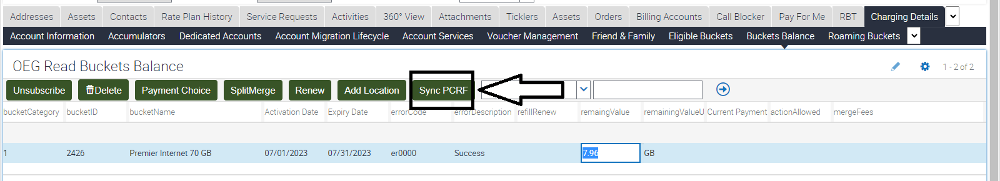 Addresses Assets Contacts Rate Plan History Service Requests Activities 360° View Attachments Ticklers Assets Orders Billing Accounts Call Blocker Pay For Me RBT Charging Details
Account Information Accumulators Dedicated Accounts Account Migration Lifecycle Account Services Voucher Management Friend & Family Eligible Buckets Buckets Balance Roaming Buckets
OEG Read Buckets Balance 1 - 2 of 2
Unsubscribe Delete Payment Choice SplitMerge Renew Add Location Sync PCRF
bucketCategory bucketID bucketName Activation Date Expiry Date errorCode errorDescription refillRenew remaingValue remainingValueU Current Payment actionAllowed mergeFees
1 2426 Premier Internet 70 GB 07/01/2023 07/31/2023 er0000 Success 7.96 GB